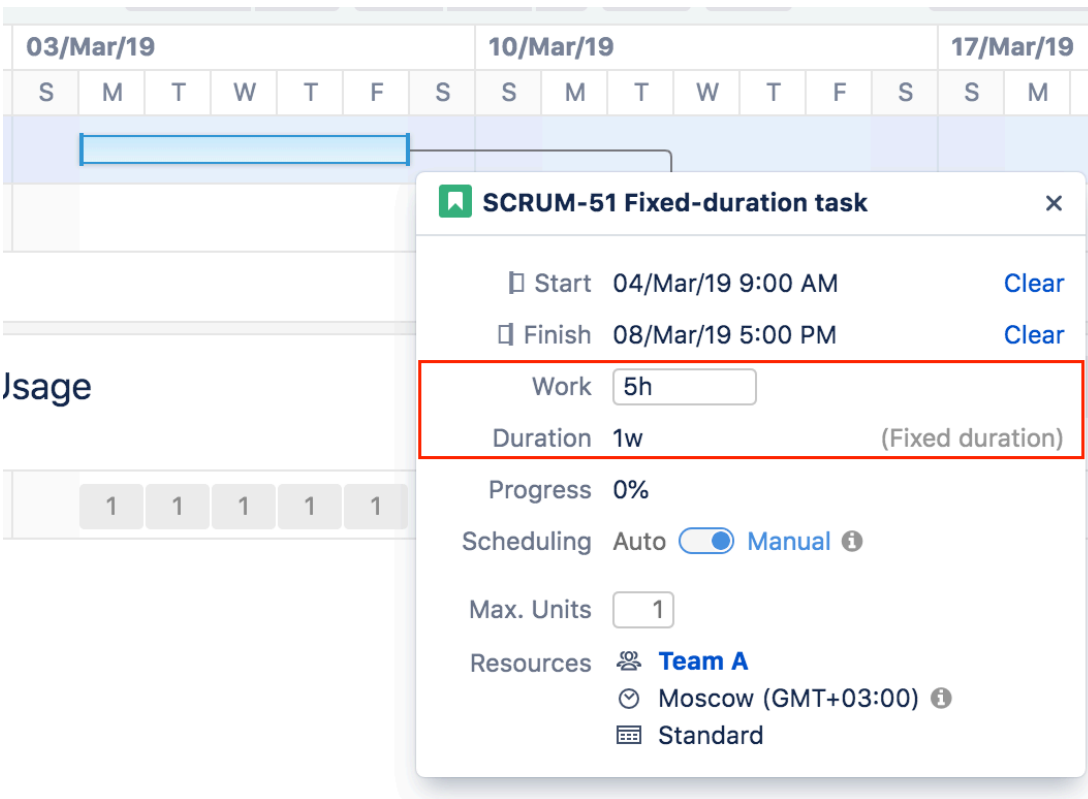 03/Mar/19 10/Mar/19 17/Mar/19
S M T W T F S S M T W T F S S M
SCRUM-51 Fixed-duration task
Start 04/Mar/19 9:00 AM Clear
Finish 08/Mar/19 5:00 PM Clear
Work 5h
Duration 1w (Fixed duration)
Progress 0%
Scheduling Auto Manual
Max. Units 1
Resources Team A
Moscow (GMT+03:00)
Standard
Usage
1 1 1 1 1